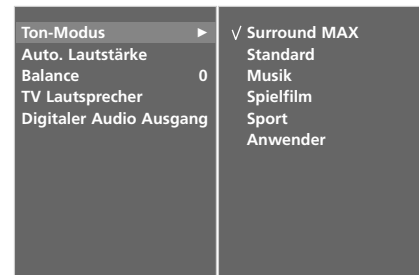 Ton-Modus ►
Auto. Lautstärke
Balance 0
TV Lautsprecher
Digitaler Audio Ausgang
√ Surround MAX
Standard
Musik
Spielfilm
Sport
Anwender